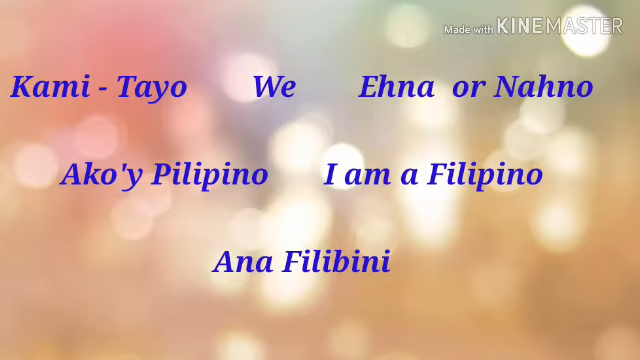 Made with KINEMASTER
Kami - Tayo We Ehna or Nahno
Ako'y Pilipino I am a Filipino
Ana Filibini